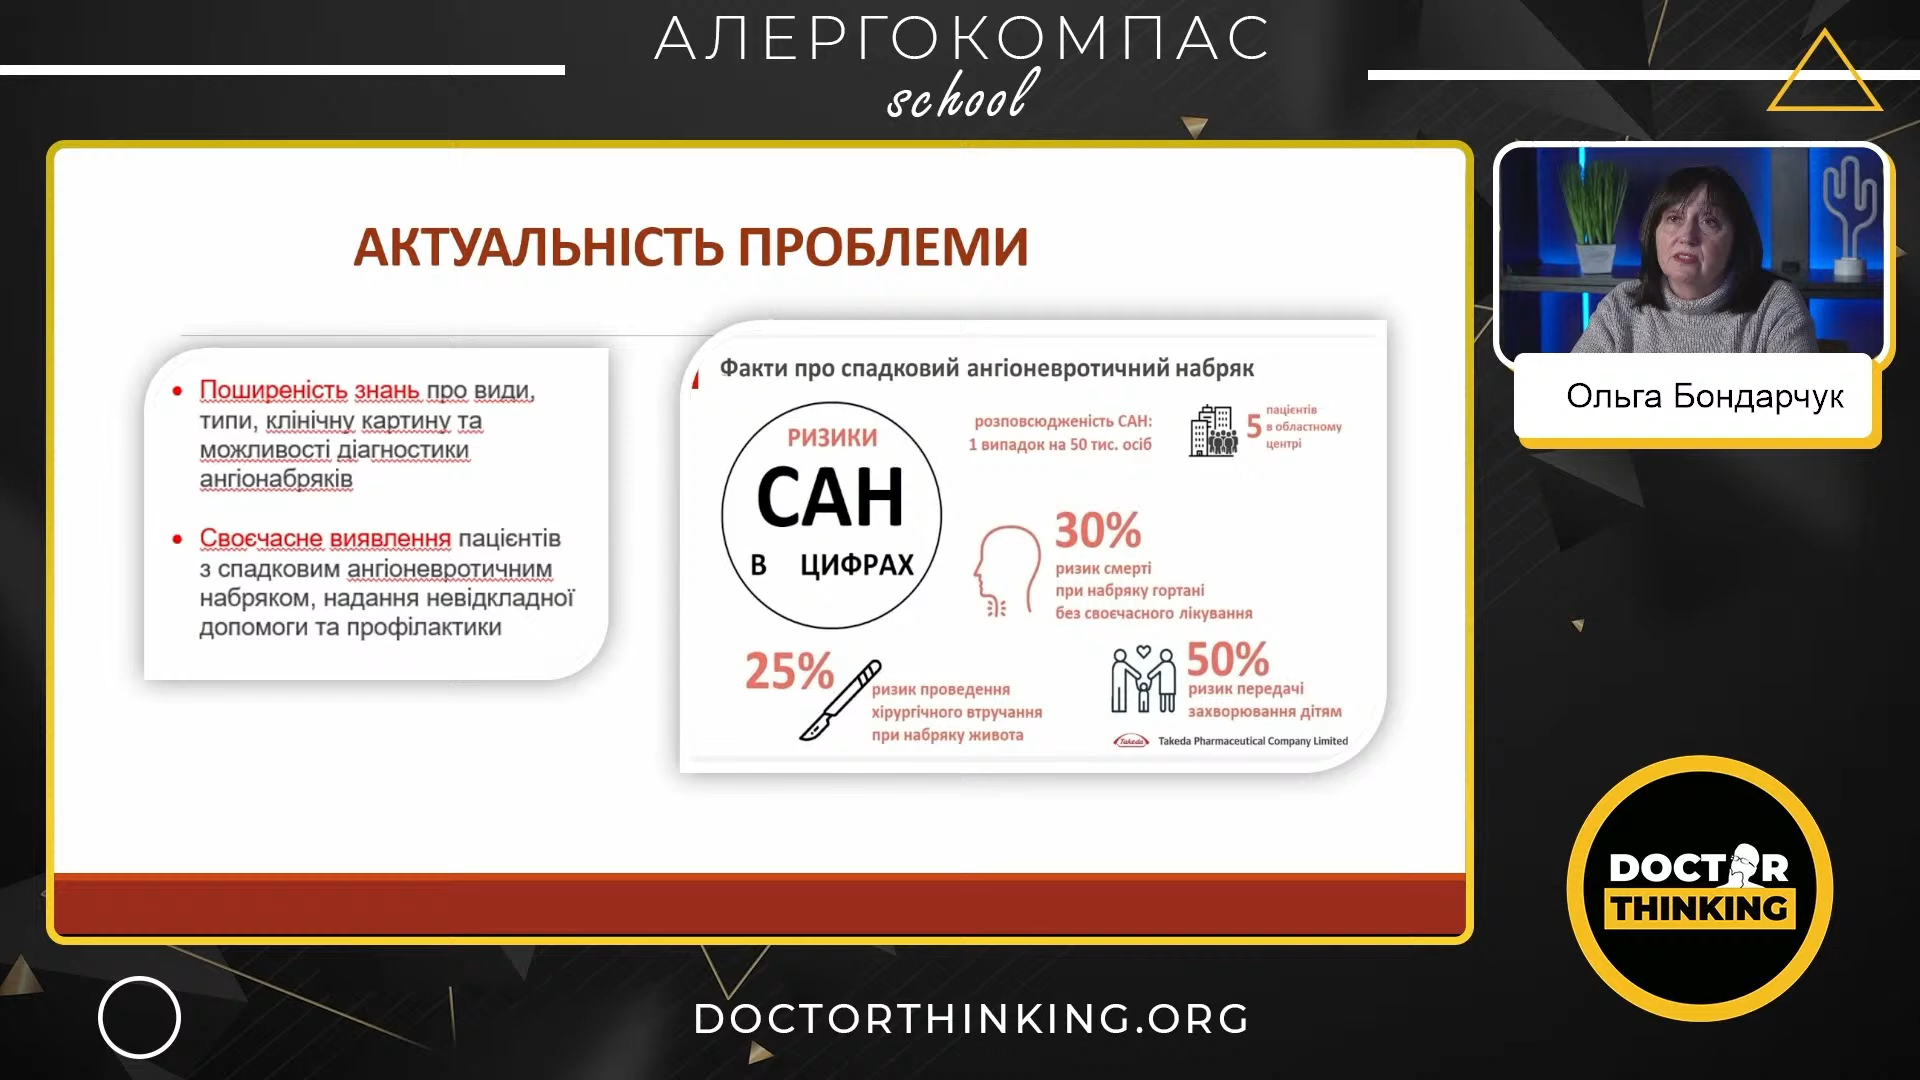 АЛЕРГОКОМПАС
school
АКТУАЛЬНІСТЬ ПРОБЛЕМИ
• Поширеність знань про види,
типи, клінічну картину та
можливості діагностики
ангіонабряків
• Своєчасне виявлення пацієнтів
з спадковим ангіоневротичним
набряком, надання невідкладної
допомоги та профілактики
Факти про спадковий ангіоневротичний набряк
РИЗИКИ
САН
В ЦИФРАХ
розповсюдженість САН:
1 випадок на 50 тис. осіб
5
пацієнтів
в обласному
центрі
30%
ризик смерті
при набряку гортані
без своєчасного лікування
25%
ризик проведення
хірургічного втручання
при набряку живота
50%
ризик передачі
захворювання дітям
Takeda
Takeda Pharmaceutical Company Limited
Ольга Бондарчук
DOCTOR
THINKING
DOCTORTHINKING.ORG